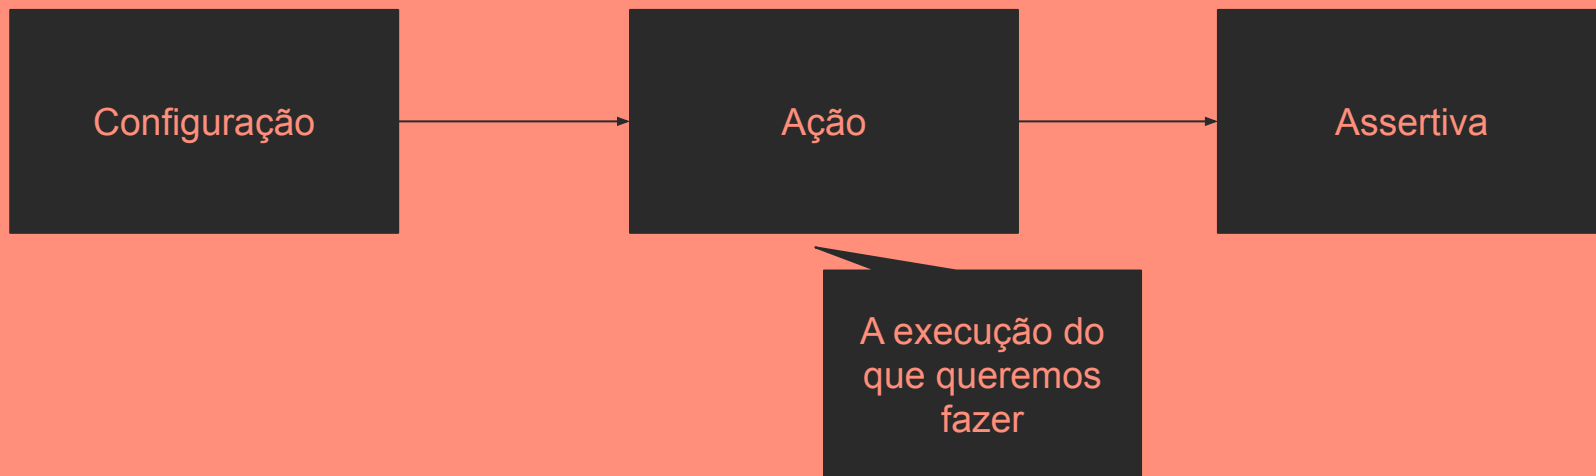 Configuração
Ação
Assertiva
A execução do
que queremos
fazer